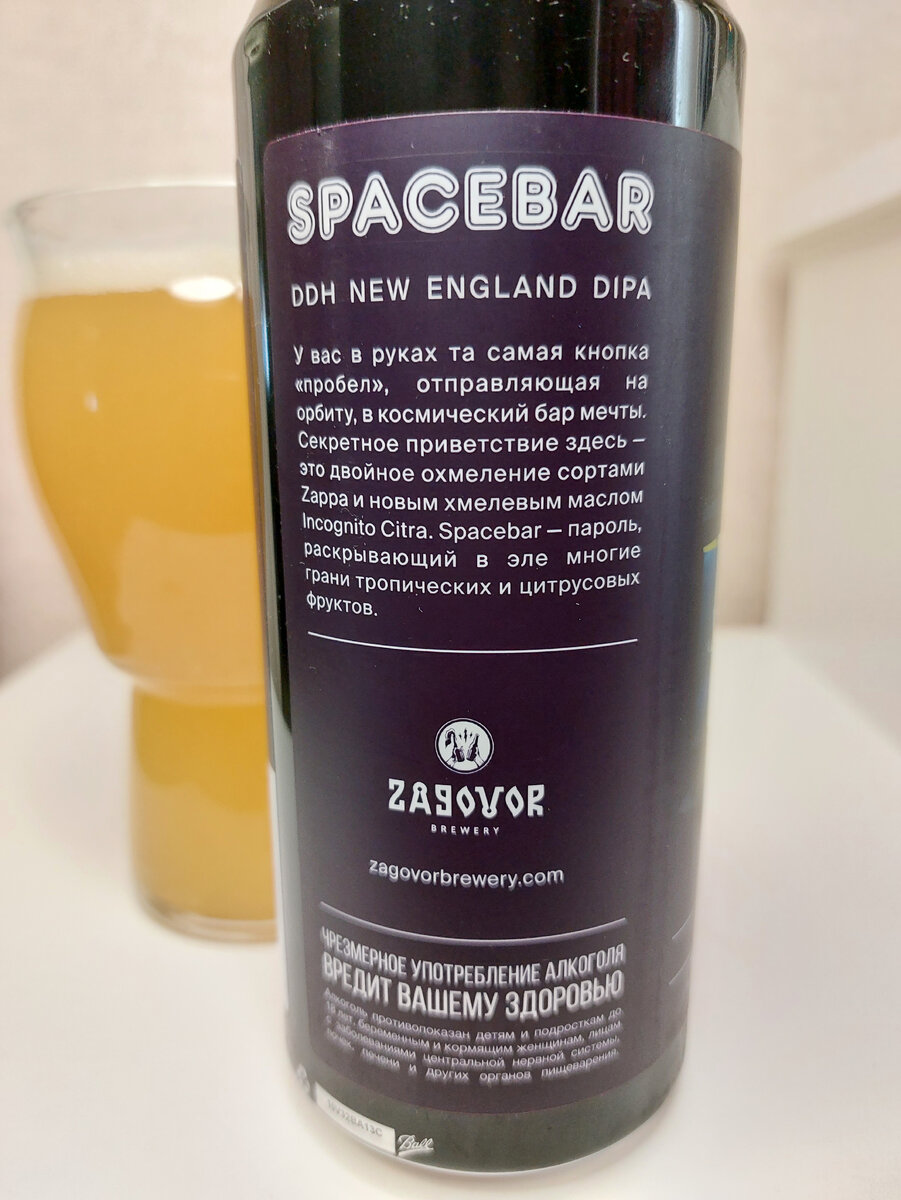 SPACEBAR
DDH NEW ENGLAND DIPA
У вас в руках та самая кнопка
«пробел», отправляющая на
орбиту, в космический бар мечты.
Секретное приветствие здесь –
это двойное охмеление сортами
Zappa и новым хмелевым маслом
Incognito Citra. Spacebar – пароль,
раскрывающий в эле многие
грани тропических и цитрусовых
фруктов.
ZAGOVOR
BREWERY
zagovorbrewery.com
ЧРЕЗМЕРНОЕ УПОТРЕБЛЕНИЕ АЛКОГОЛЯ
ВРЕДИТ ВАШЕМУ ЗДОРОВЬЮ
Алкоголь противопоказан детям и подросткам до
18 лет, беременным и кормящим женщинам, лицам
с заболеваниями центральной нервной системы,
почек, печени и других органов пищеварения.
Ball